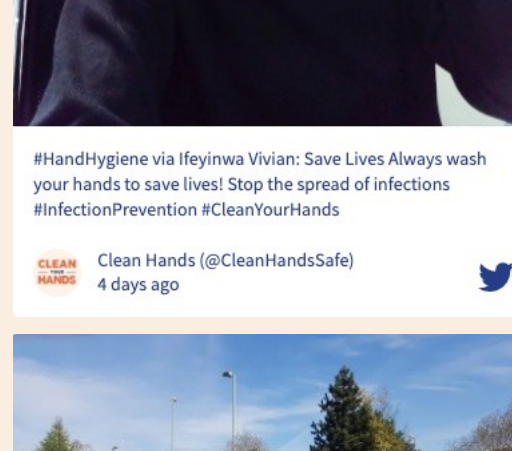 #HandHygiene via Ifeyinwa Vivian: Save Lives Always wash
your hands to save lives! Stop the spread of infections
#InfectionPrevention #CleanYourHands
CLEAN
YOUR
HANDS
Clean Hands (@CleanHandsSafe)
4 days ago